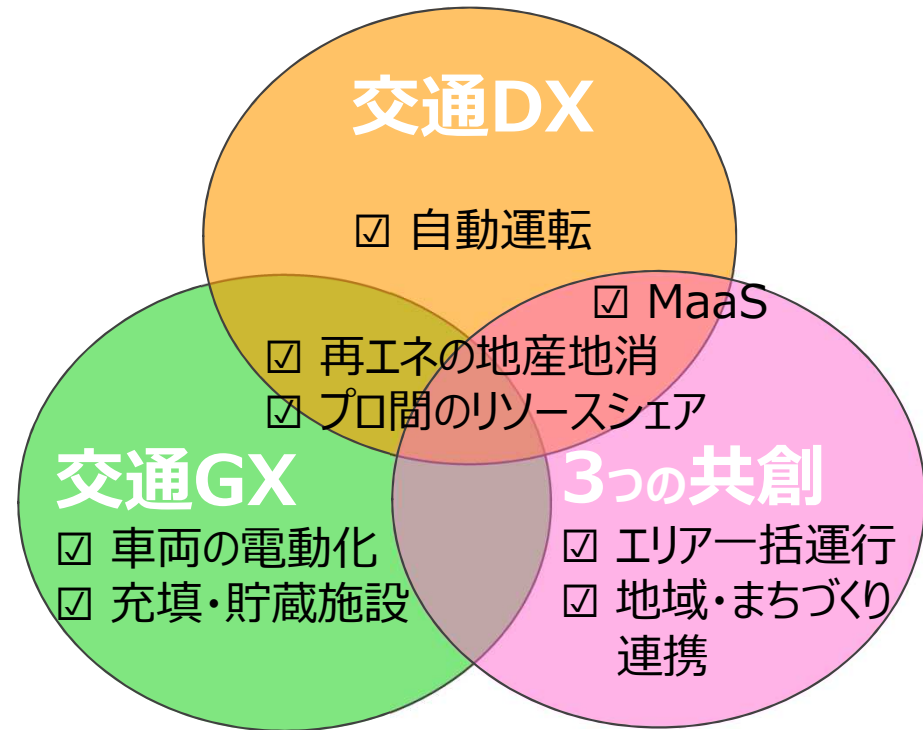 交通DX
☑ 自動運転
☑ MaaS
☑ 再エネの地産地消
☑ プロ間のリソースシェア
交通GX
☑ 車両の電動化
☑ 充填・貯蔵施設
3つの共創
☑ エリア一括運行
☑ 地域・まちづくり
連携